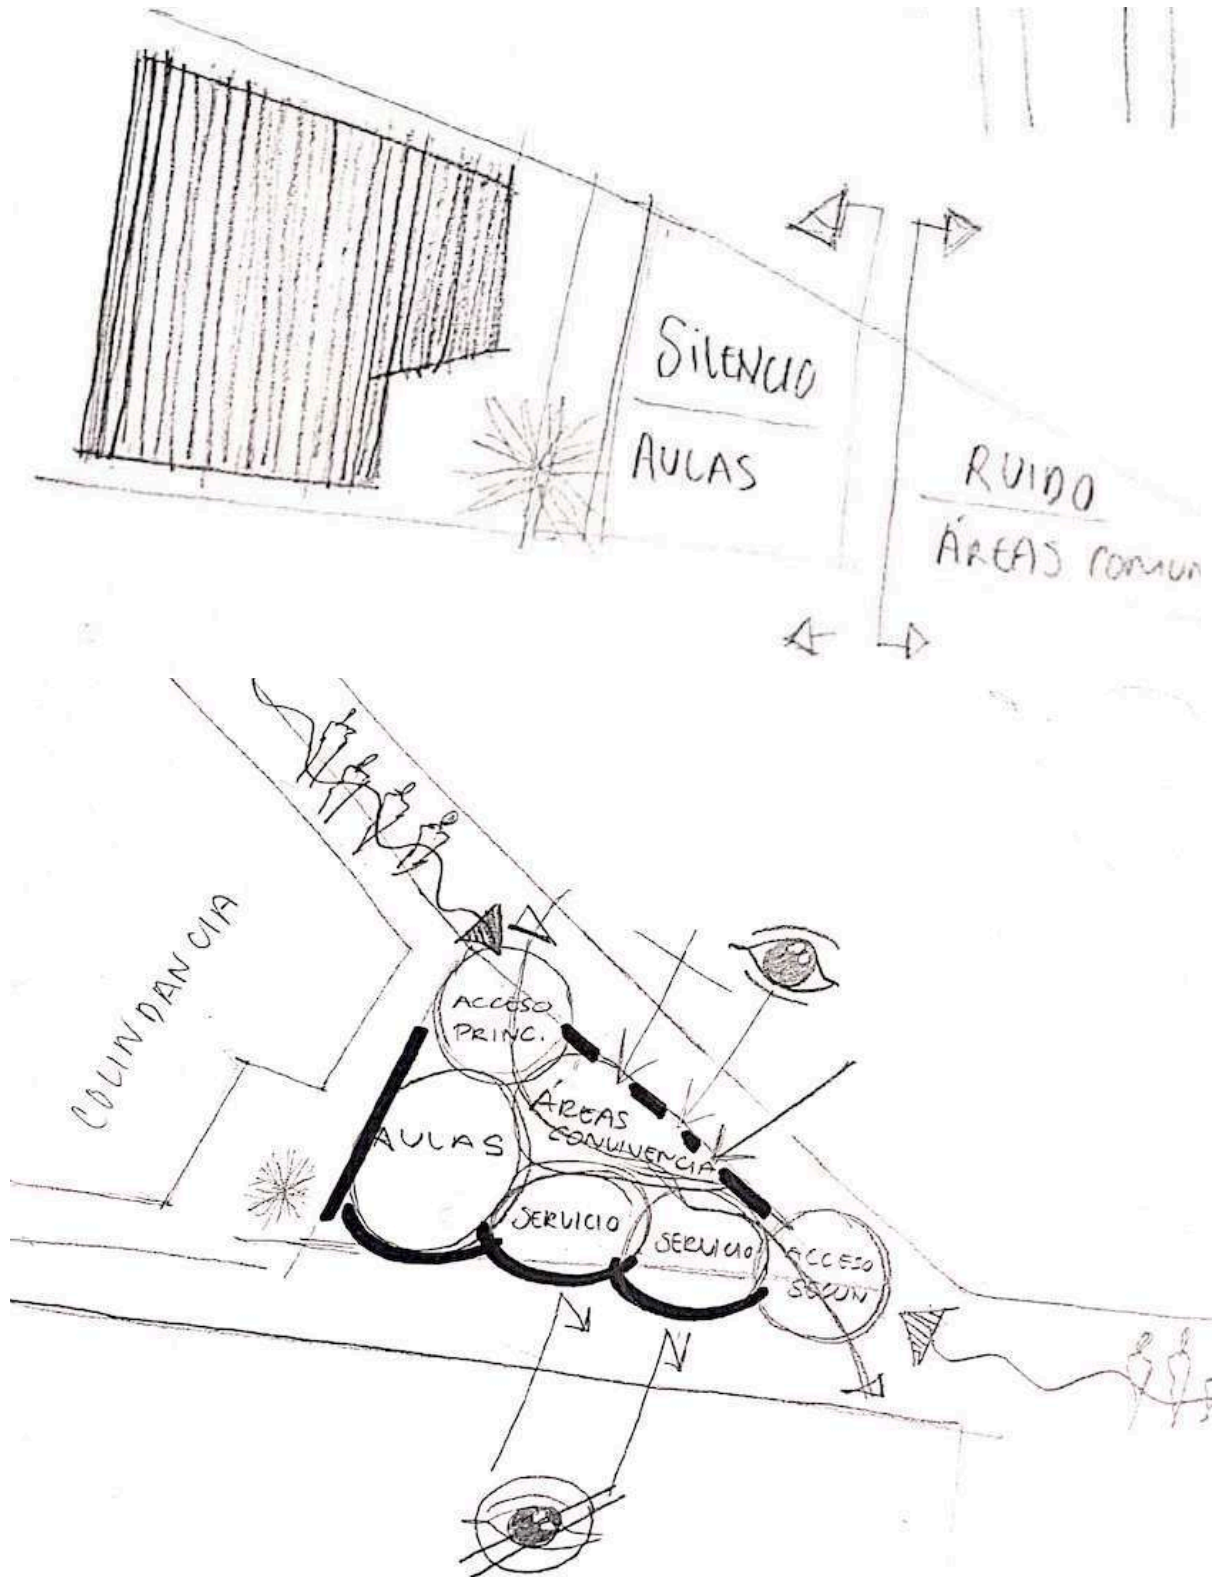 SILENCIO
AULAS
RUIDO
ÁREAS COMUN
COLINDANCIA
ACCESO
PRINC.
ÁREAS
CONVIVENCIA
AULAS
SERVICIO
SERVICIO
ACCESO
SECUN